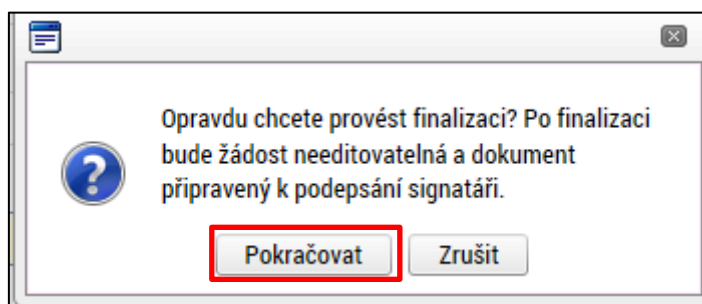 Opravdu chcete provést finalizaci? Po finalizaci
bude žádost needitovatelná a dokument
připravený k podepsání signatáři.
Pokračovat
Zrušit